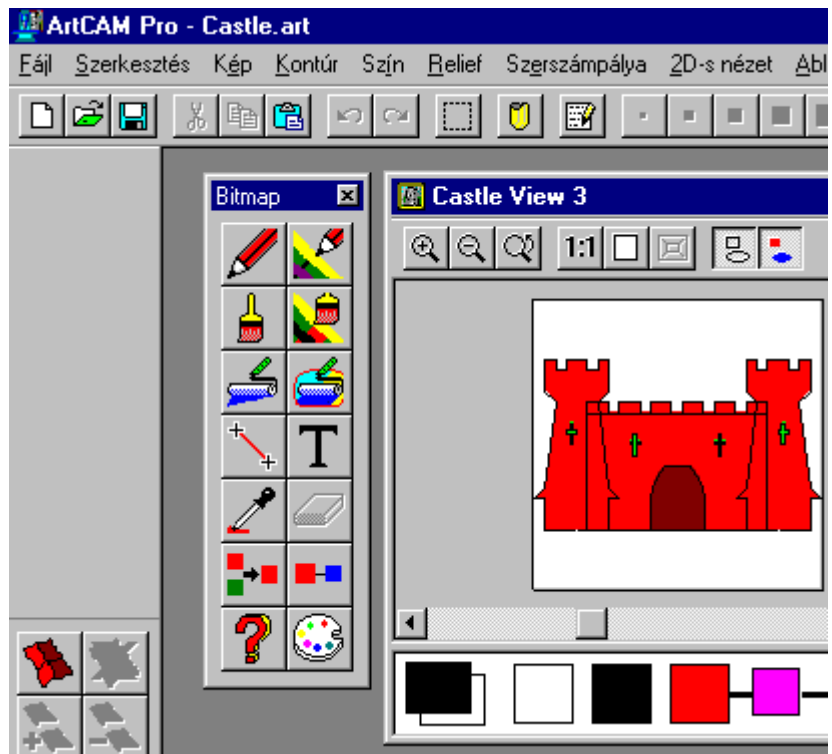 ArtCAM Pro - Castle.art
Fájl Szerkesztés Kép Kontúr Szín Relief Szerszámpálya 2D-s nézet Abl
Bitmap
Castle View 3
1:1
T